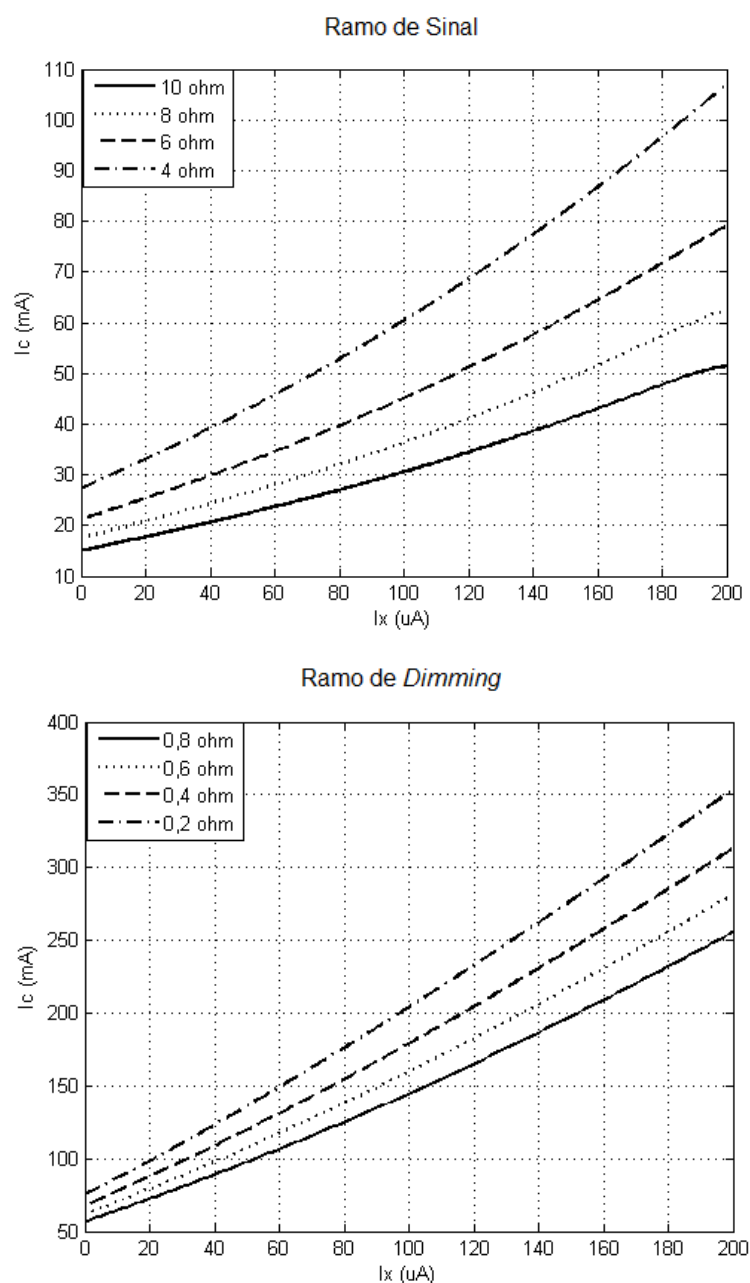 Ramo de Sinal
110
100
90
80
70
60
50
40
30
20
10
Ic (mA)
10 ohm
8 ohm
6 ohm
4 ohm
0 20 40 60 80 100 120 140 160 180 200
Ix (uA)
Ramo de Dimming
400
350
300
250
200
150
100
50
Ic (mA)
0,8 ohm
0,6 ohm
0,4 ohm
0,2 ohm
0 20 40 60 80 100 120 140 160 180 200
Ix (uA)